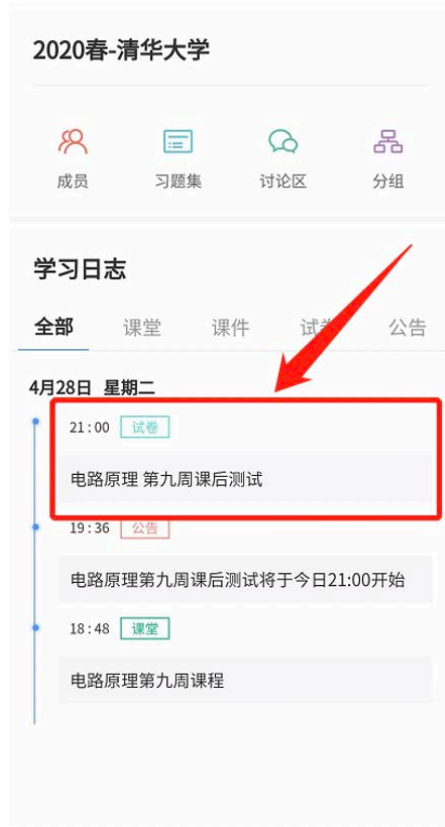 2020春-清华大学
成员 习题集 讨论区 分组
学习日志
全部 课堂 课件 试卷 公告
4月28日 星期二
21:00 试卷
电路原理 第九周课后测试
19:36 公告
电路原理第九周课后测试将于今日21:00开始
18:48 课堂
电路原理第九周课程